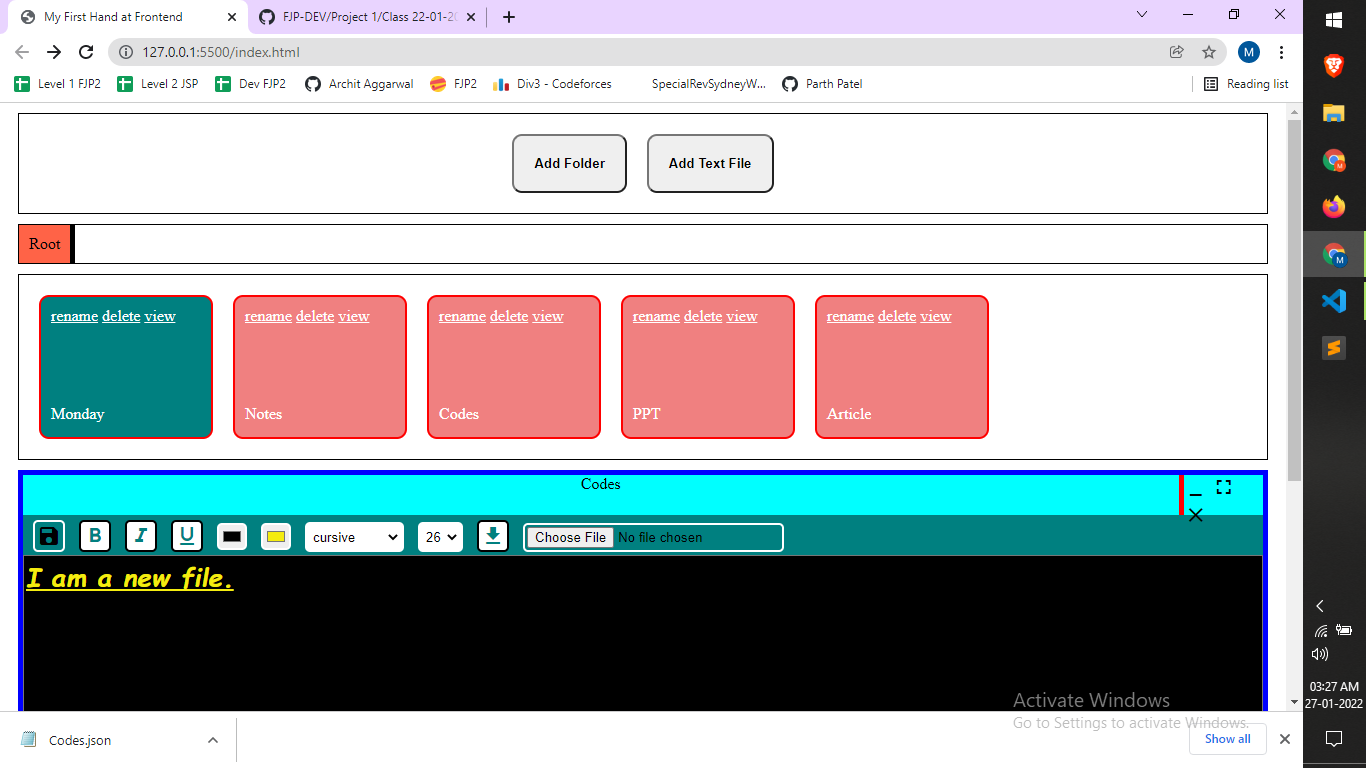 My First Hand at Frontend
FJP-DEV/Project 1/Class 22-01-20
127.0.0.1:5500/index.html
M
Level 1 FJP2
Level 2 JSP
Dev FJP2
Archit Aggarwal
FJP2
Div3 - Codeforces
SpecialRevSydneyW...
Parth Patel
Reading list
Add Folder
Add Text File
Root
rename delete view
rename delete view
rename delete view
rename delete view
rename delete view
Monday
Notes
Codes
PPT
Article
Codes
B I U
cursive
26
Choose File No file chosen
I am a new file.
Activate Windows
Go to Settings to activate Windows.
Codes.json
Show all
M
M
S
03:27 AM
27-01-2022